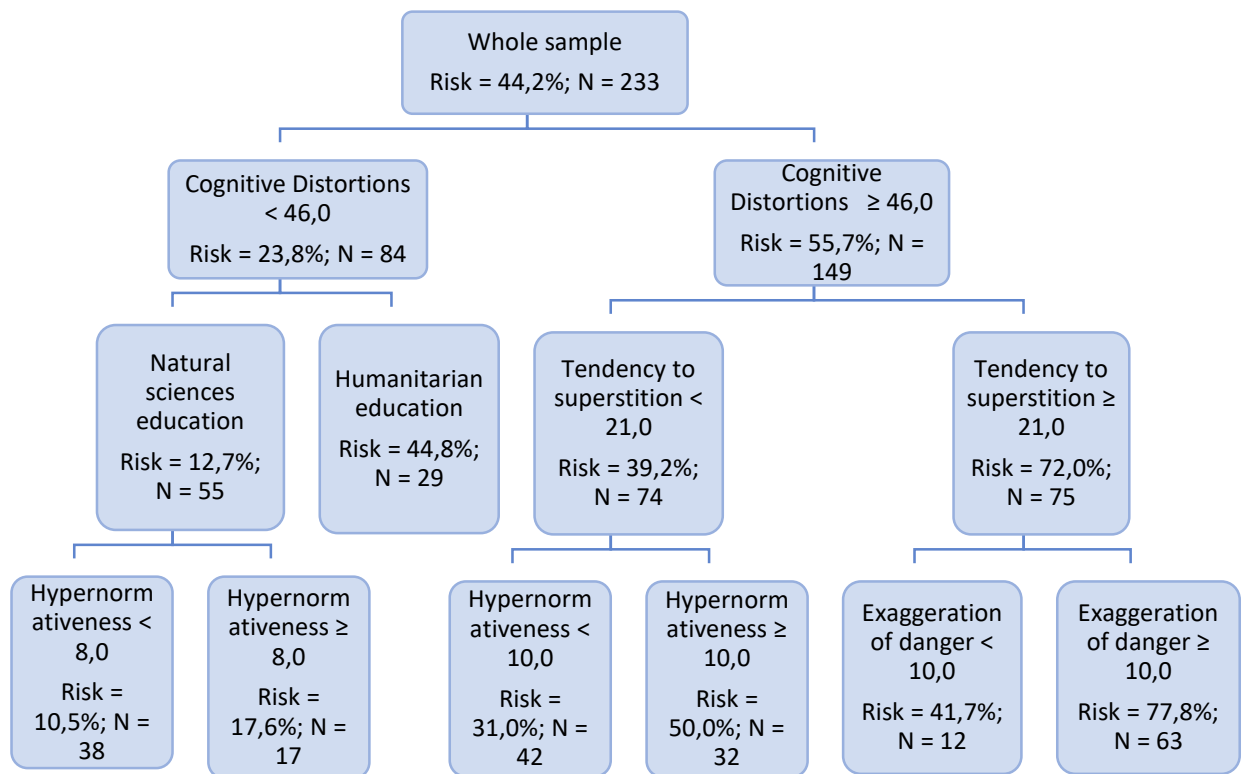 Whole sample
Risk = 44,2%; N = 233
Cognitive Distortions
< 46,0
Risk = 23,8%; N = 84
Cognitive
Distortions ≥ 46,0
Risk = 55,7%; N =
149
Natural
sciences
education
Risk = 12,7%;
N = 55
Humanitarian
education
Risk = 44,8%;
N = 29
Tendency to
superstition <
21,0
Risk = 39,2%;
N = 74
Tendency to
superstition ≥
21,0
Risk = 72,0%;
N = 75
Hypernorm
ativeness <
8,0
Risk =
10,5%; N =
38
Hypernorm
ativeness ≥
8,0
Risk =
17,6%; N =
17
Hypernorm
ativeness <
10,0
Risk =
31,0%; N =
42
Hypernorm
ativeness ≥
10,0
Risk =
50,0%; N =
32
Exaggeration
of danger <
10,0
Risk = 41,7%;
N = 12
Exaggeration
of danger ≥
10,0
Risk = 77,8%;
N = 63